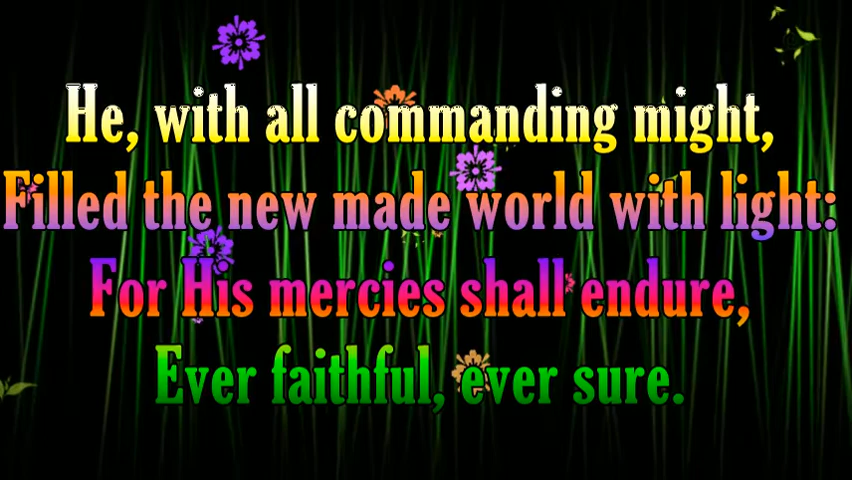 He, with all commanding might,
Filled the new made world with light:
For His mercies shall endure,
Ever faithful, ever sure.